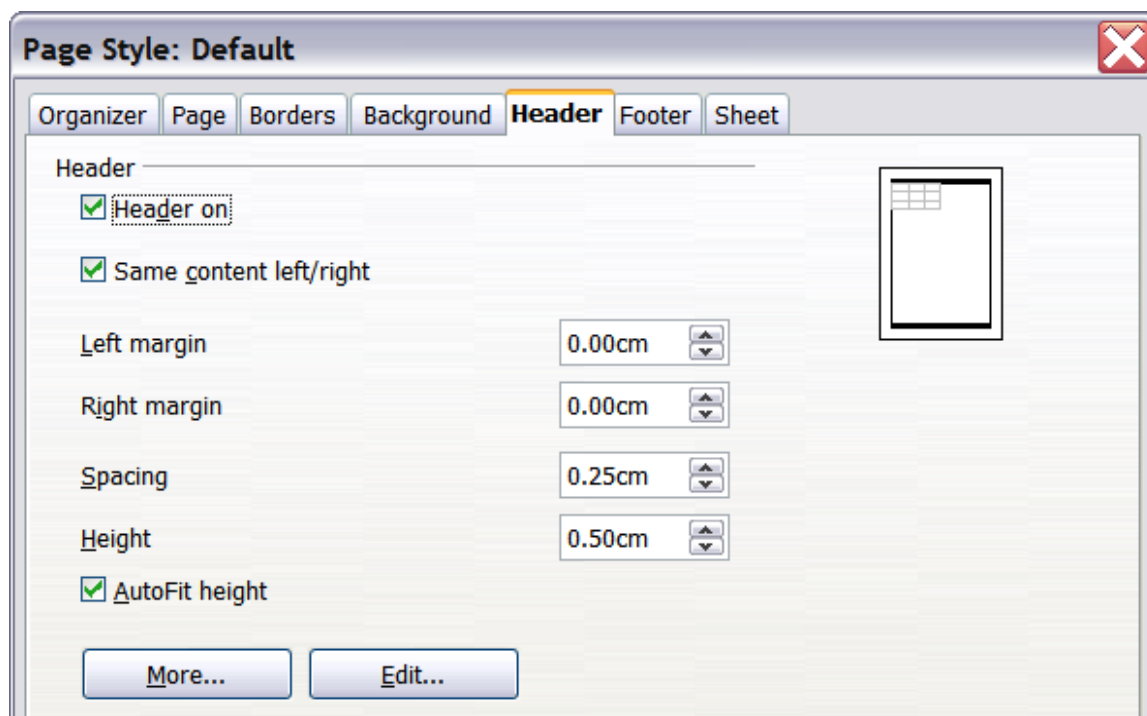 Page Style: Default
Organizer Page Borders Background Header Footer Sheet
Header
Header on
Same content left/right
Left margin 0.00cm
Right margin 0.00cm
Spacing 0.25cm
Height 0.50cm
AutoFit height
More... Edit...